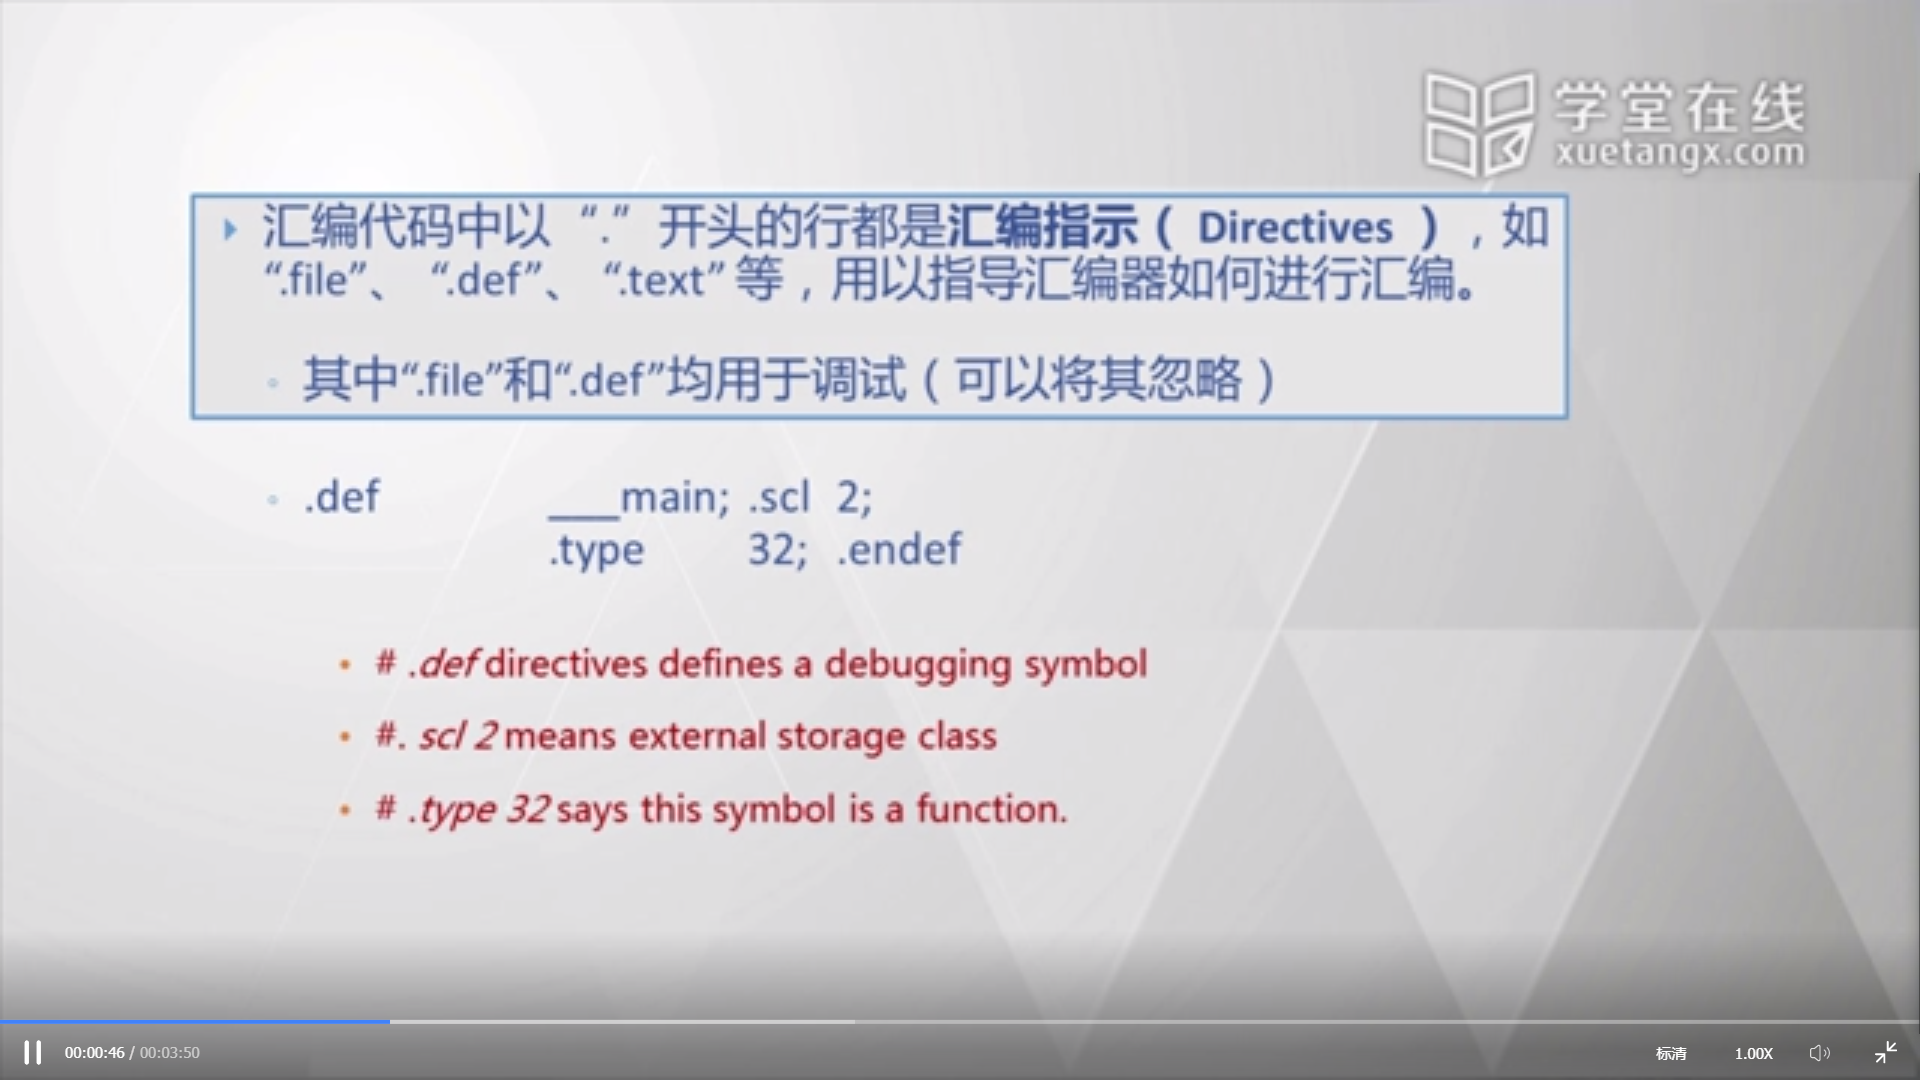 学堂在线
xuetangx.com
汇编代码中以“.”开头的行都是汇编指示（ Directives ），如
“.file”、“.def”、“.text”等，用以指导汇编器如何进行汇编。
其中“.file”和“.def”均用于调试（可以将其忽略）
.def ___main; .scl 2;
.type 32; .endef
# .def directives defines a debugging symbol
#. scl 2 means external storage class
# .type 32 says this symbol is a function.
00:00:46 / 00:03:50 标清 1.00X